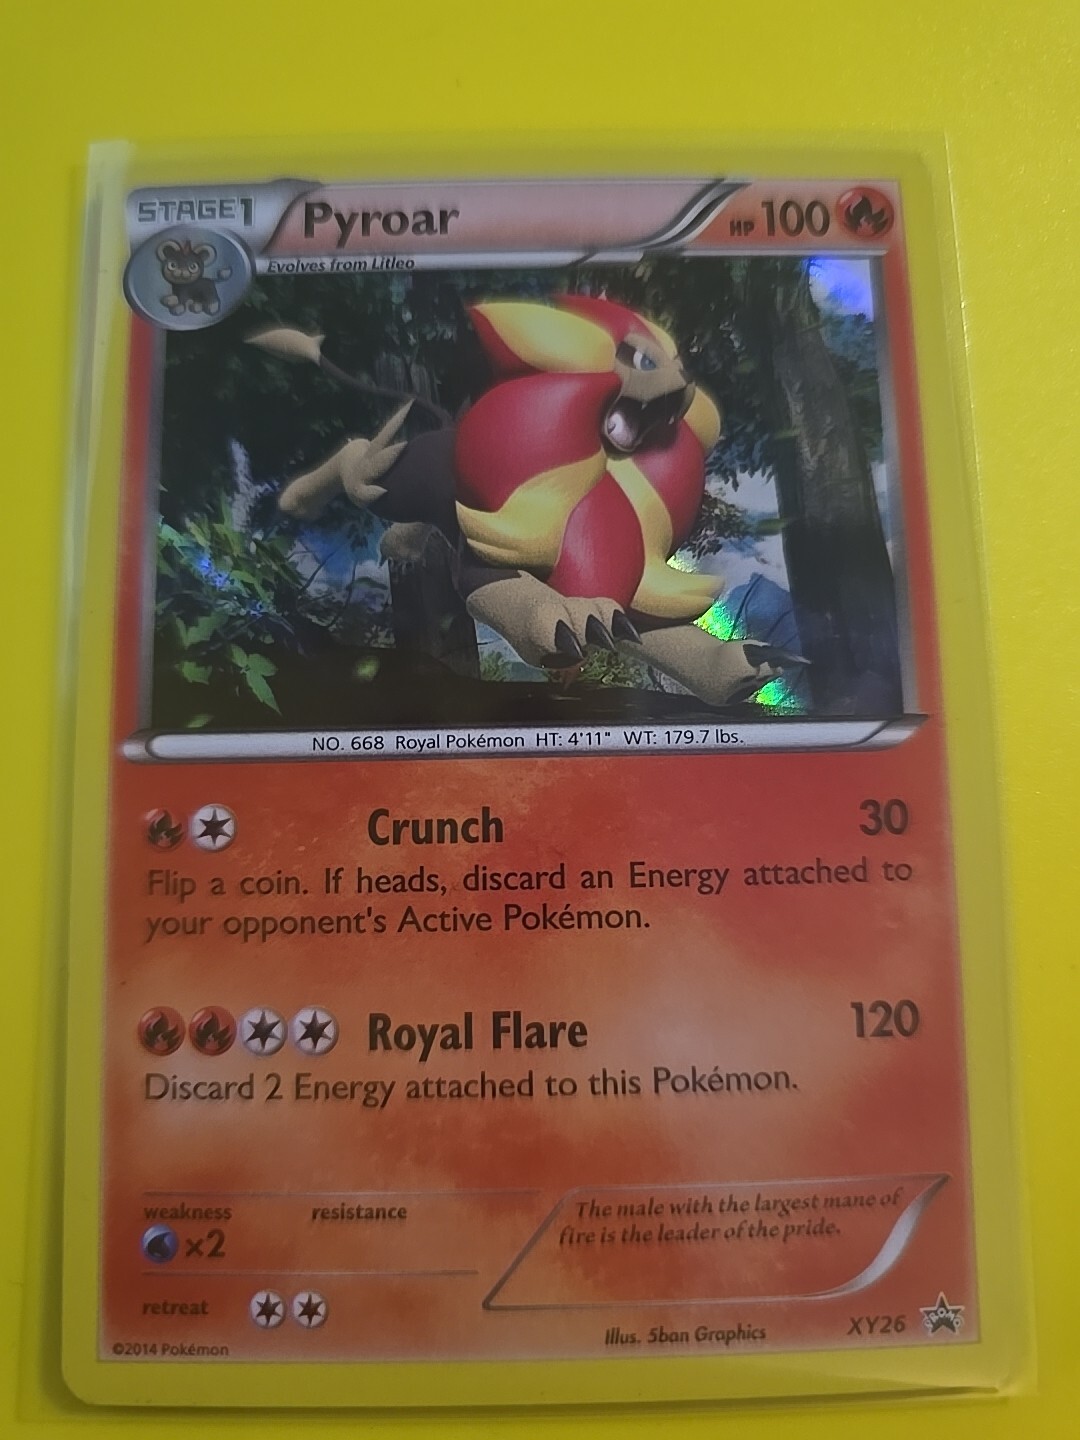 STAGE1 Pyroar HP 100
Evolves from Litleo
NO. 668 Royal Pokémon HT: 4'11" WT: 179.7 lbs.
Crunch 30
Flip a coin. If heads, discard an Energy attached to
your opponent's Active Pokémon.
Royal Flare 120
Discard 2 Energy attached to this Pokémon.
weakness resistance
x2
The male with the largest mane of
fire is the leader of the pride.
retreat
Illus. 5ban Graphics XY26 PROMO
©2014 Pokémon